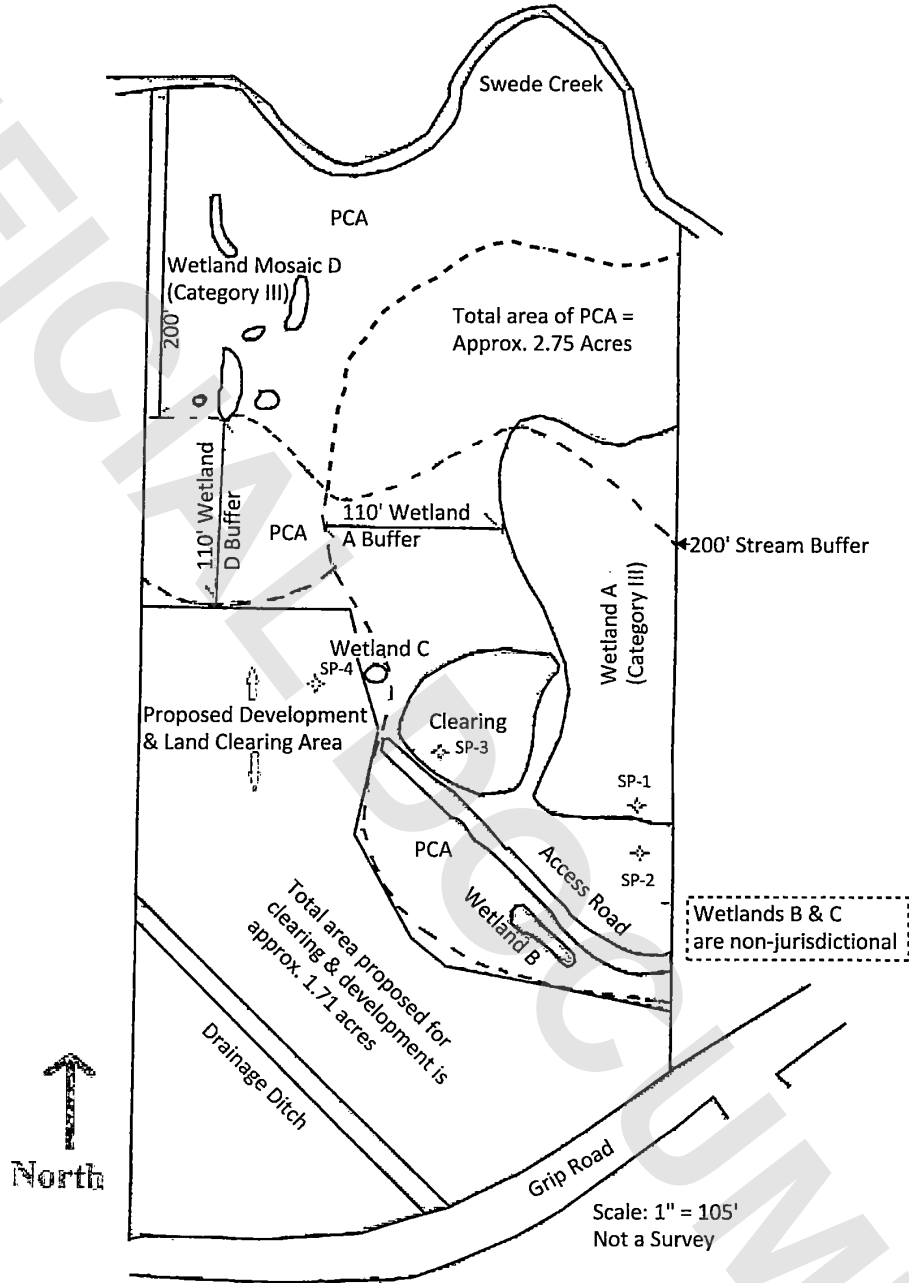 Swede Creek
PCA
Wetland Mosaic D
(Category III)
200'
Total area of PCA =
Approx. 2.75 Acres
110' Wetland
D Buffer
PCA
110' Wetland
A Buffer
200' Stream Buffer
Wetland A
(Category III)
Wetland C
SP-4
Proposed Development
& Land Clearing Area
Clearing
SP-3
SP-1
PCA
Access Road
SP-2
Wetland B
Wetlands B & C
are non-jurisdictional
Total area proposed for
clearing & development is
approx. 1.71 acres
Drainage Ditch
North
Grip Road
Scale: 1" = 105'
Not a Survey
FICIAL DOCUM